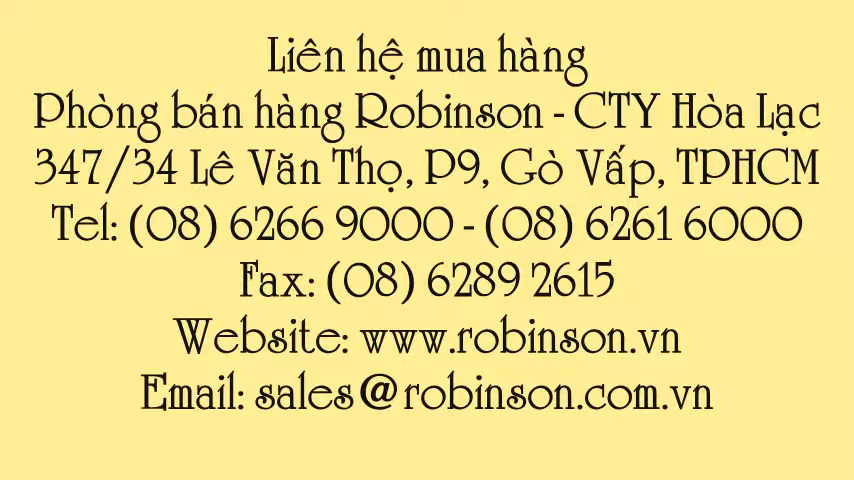 Liên hệ mua hàng
Phòng bán hàng Robinson - CTY Hòa Lạc
347/34 Lê Văn Thọ, P9, Gò Vấp, TPHCM
Tel: (08) 6266 9000 - (08) 6261 6000
Fax: (08) 6289 2615
Website: www.robinson.vn
Email: sales@robinson.com.vn